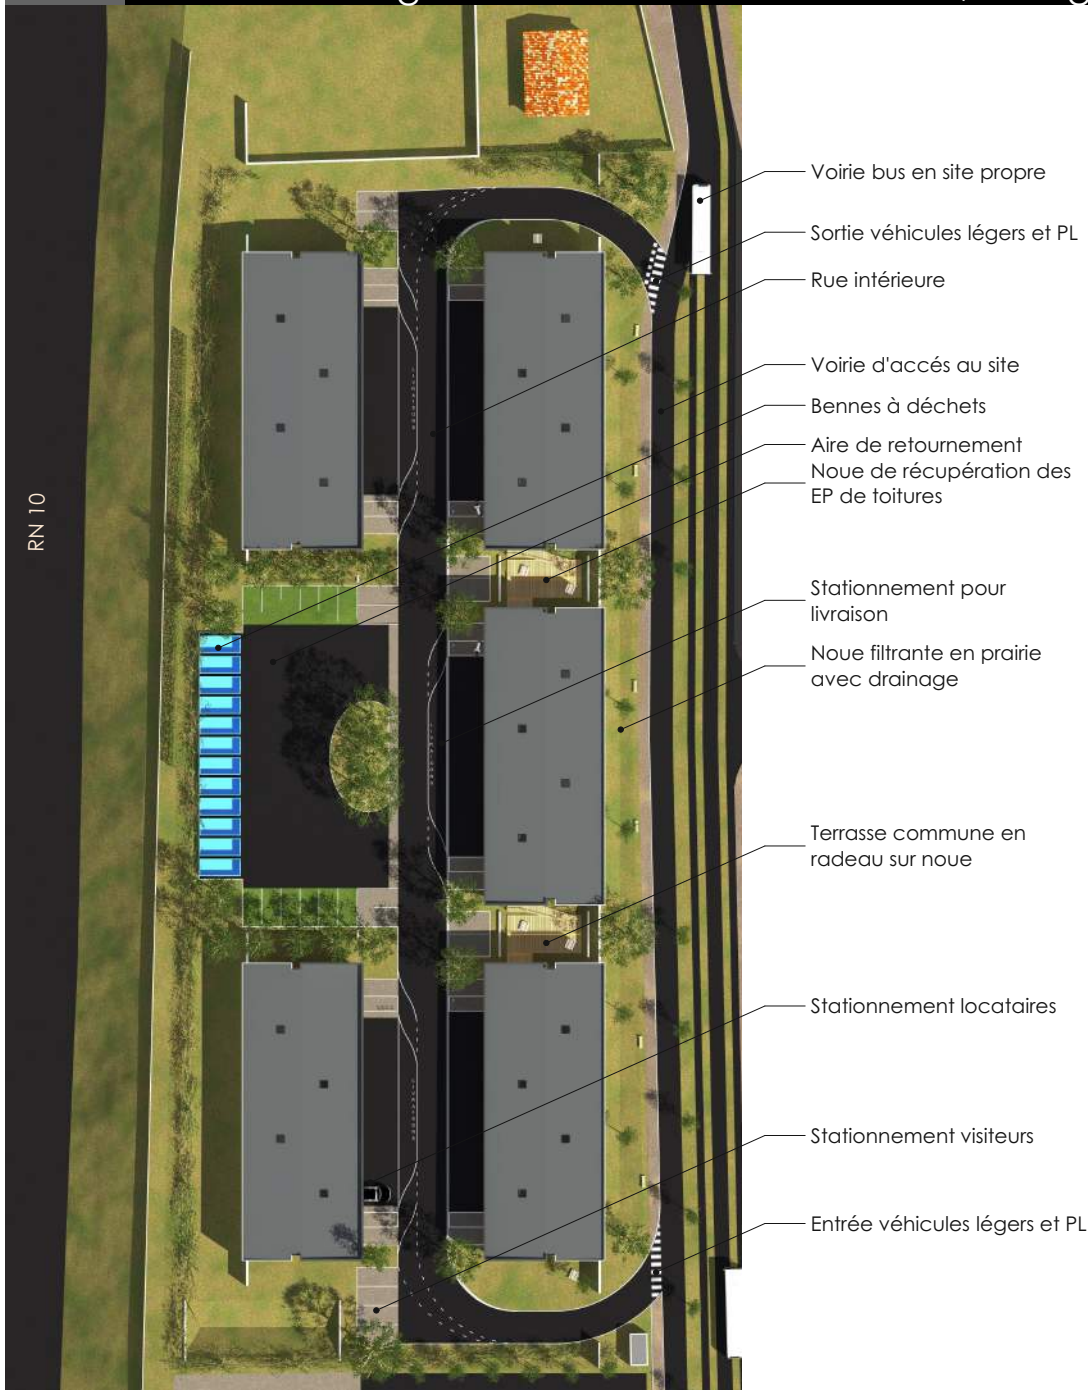 Voirie bus en site propre
Sortie véhicules légers et PL
Rue intérieure
Voirie d'accés au site
Bennes à déchets
Aire de retournement
Noue de récupération des
EP de toitures
RN 10
Stationnement pour
livraison
Noue filtrante en prairie
avec drainage
Terrasse commune en
radeau sur noue
Stationnement locataires
Stationnement visiteurs
Entrée véhicules légers et PL